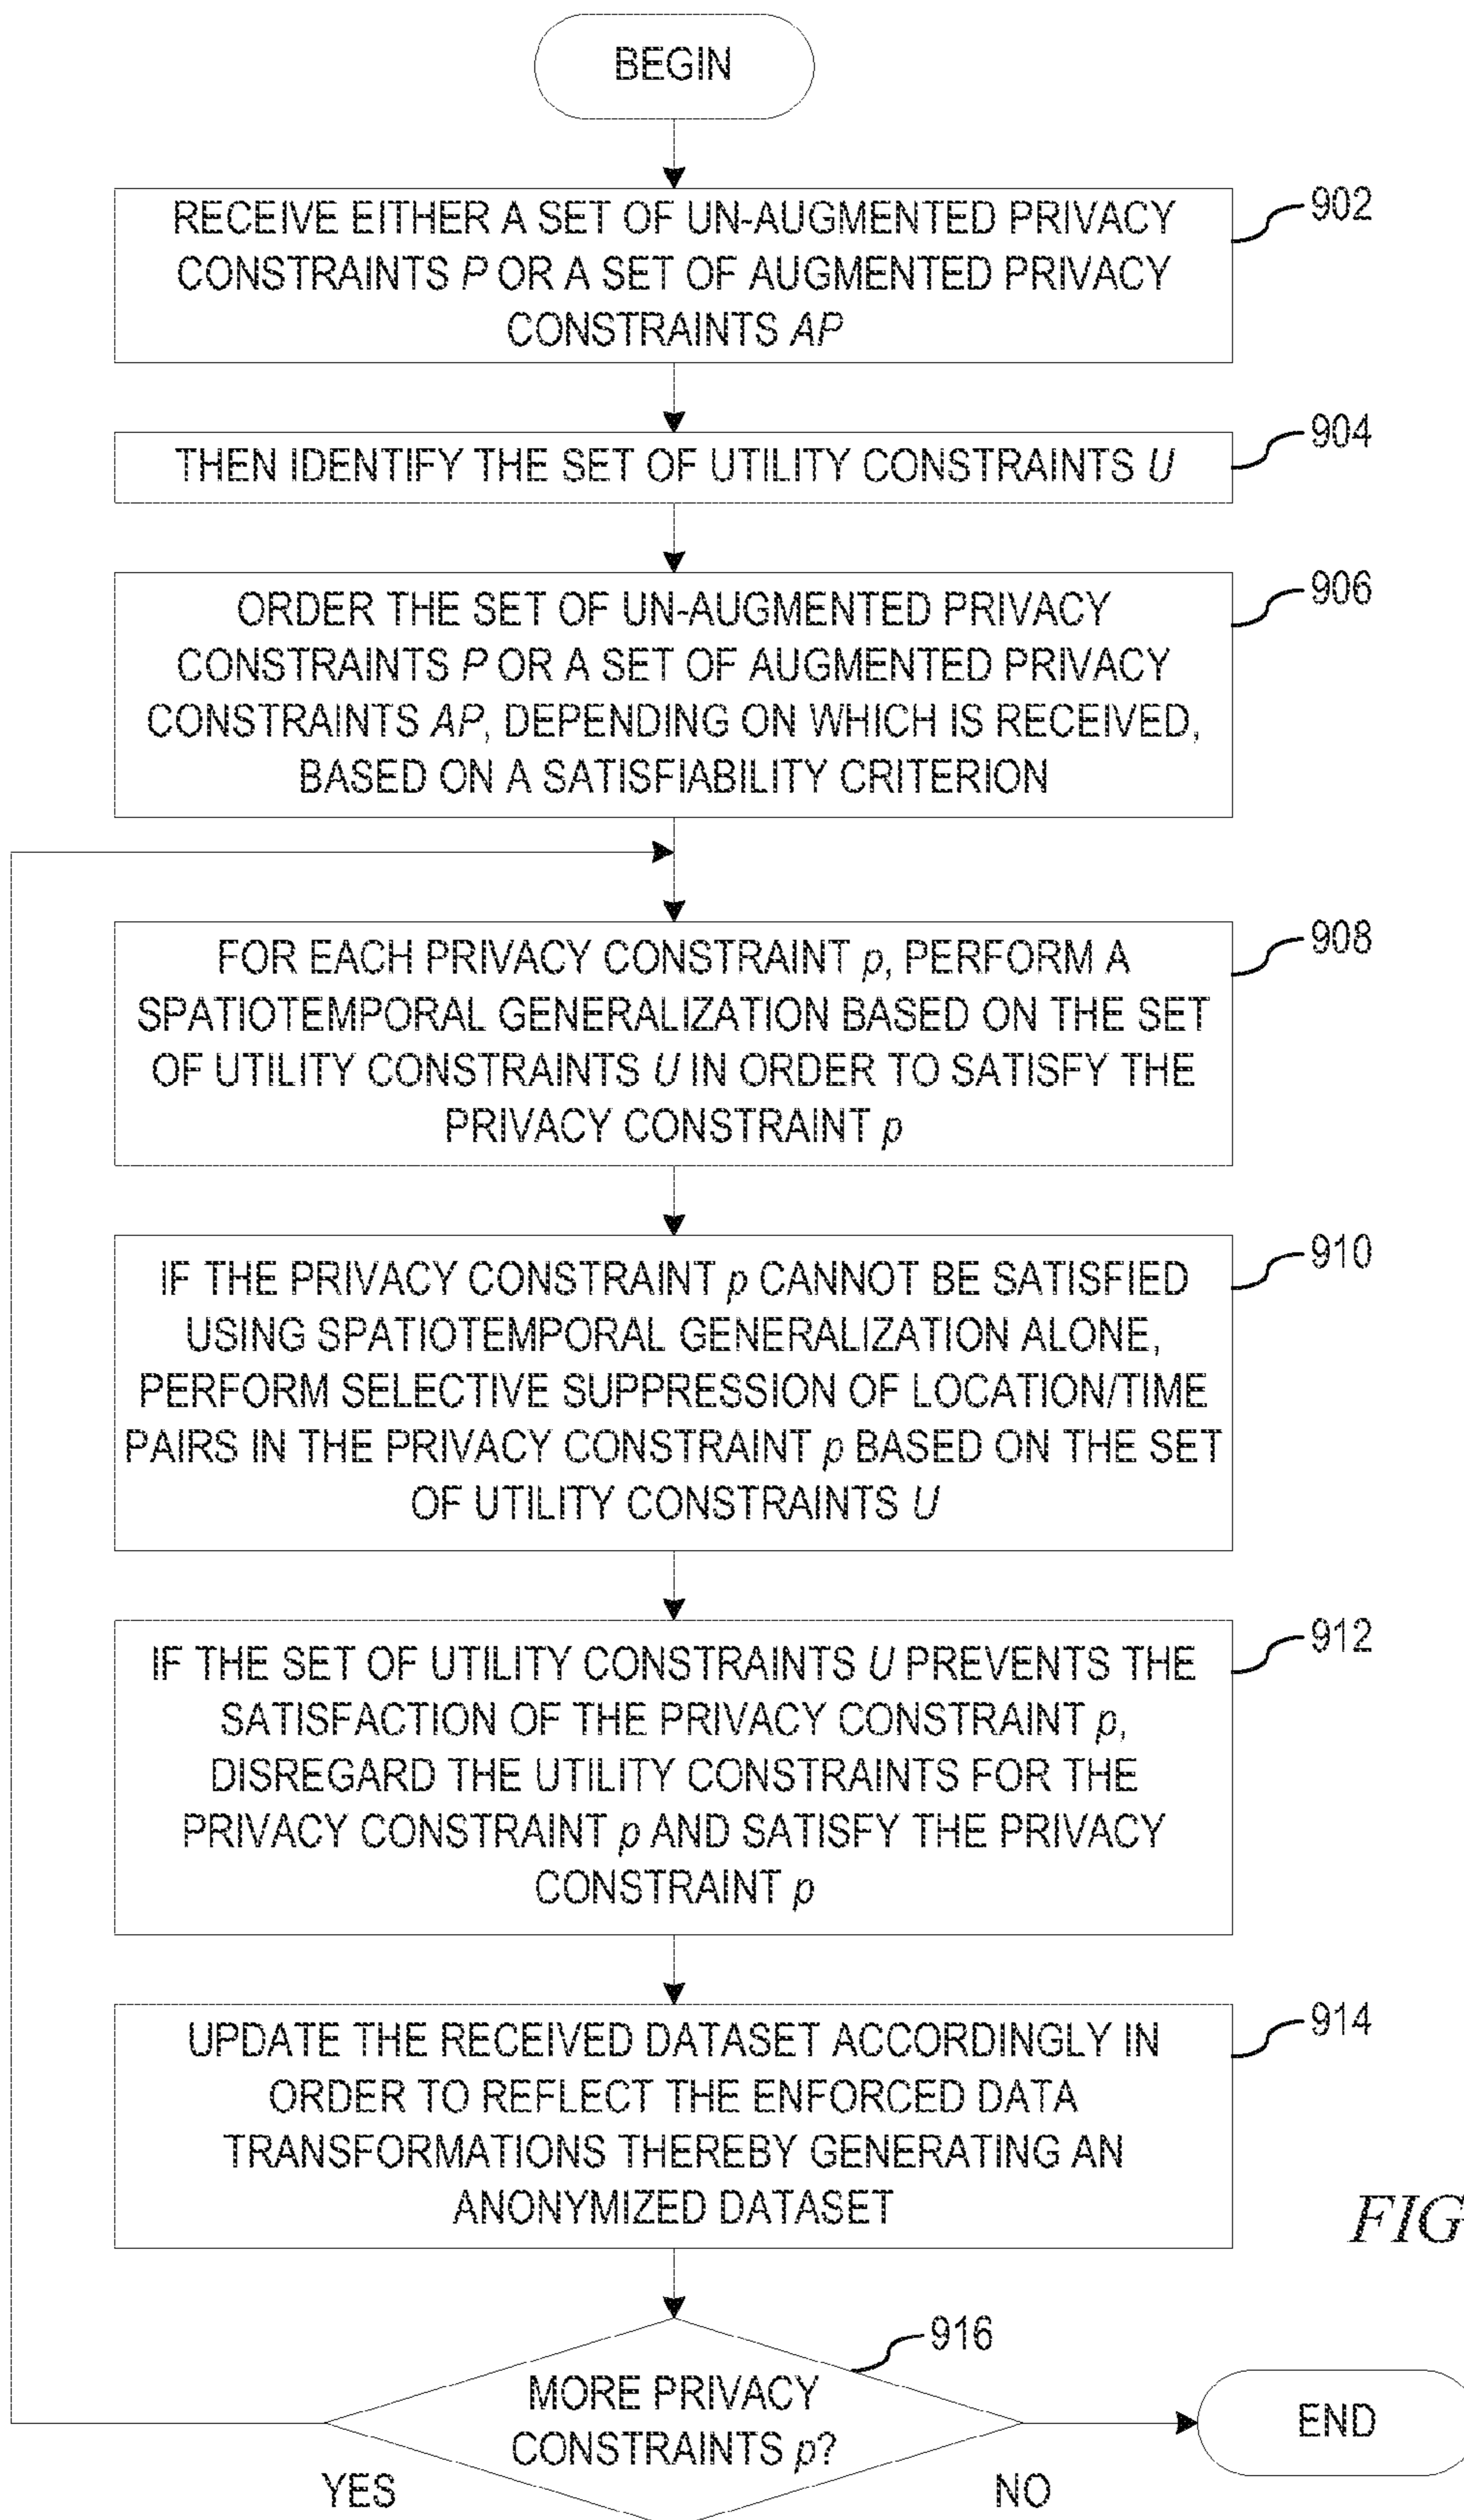 BEGIN
RECEIVE EITHER A SET OF UN-AUGMENTED PRIVACY
CONSTRAINTS P OR A SET OF AUGMENTED PRIVACY
CONSTRAINTS AP
902
THEN IDENTIFY THE SET OF UTILITY CONSTRAINTS U
904
ORDER THE SET OF UN-AUGMENTED PRIVACY
CONSTRAINTS P OR A SET OF AUGMENTED PRIVACY
CONSTRAINTS AP, DEPENDING ON WHICH IS RECEIVED,
BASED ON A SATISFIABILITY CRITERION
906
FOR EACH PRIVACY CONSTRAINT p, PERFORM A
SPATIOTEMPORAL GENERALIZATION BASED ON THE SET
OF UTILITY CONSTRAINTS U IN ORDER TO SATISFY THE
PRIVACY CONSTRAINT p
908
IF THE PRIVACY CONSTRAINT p CANNOT BE SATISFIED
USING SPATIOTEMPORAL GENERALIZATION ALONE,
PERFORM SELECTIVE SUPPRESSION OF LOCATION/TIME
PAIRS IN THE PRIVACY CONSTRAINT p BASED ON THE SET
OF UTILITY CONSTRAINTS U
910
IF THE SET OF UTILITY CONSTRAINTS U PREVENTS THE
SATISFACTION OF THE PRIVACY CONSTRAINT p,
DISREGARD THE UTILITY CONSTRAINTS FOR THE
PRIVACY CONSTRAINT p AND SATISFY THE PRIVACY
CONSTRAINT p
912
UPDATE THE RECEIVED DATASET ACCORDINGLY IN
ORDER TO REFLECT THE ENFORCED DATA
TRANSFORMATIONS THEREBY GENERATING AN
ANONYMIZED DATASET
914
FIG
916
MORE PRIVACY
CONSTRAINTS p?
END
YES
NO